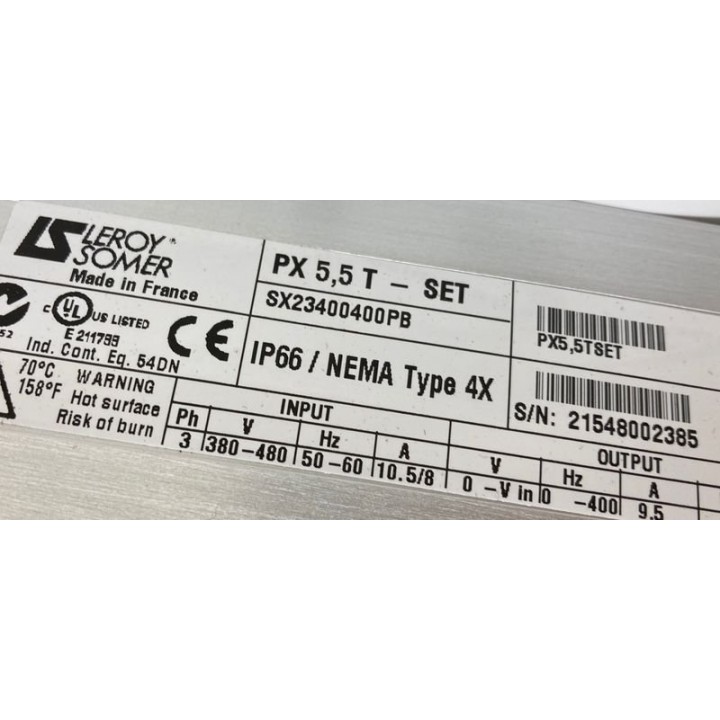 LEROY
SOMER
Made in France
PX 5,5 T – SET
SX23400400PB
PX5,5TSET
52
C UL US LISTED
E 211799
Ind. Cont. Eq. 54DN
CE
IP66 / NEMA Type 4X
S/N: 21548002385
70°C WARNING
158°F Hot surface
Risk of burn
INPUT
OUTPUT
Ph V Hz A V Hz A
3 380–480 50–60 10.5/8 0 –V in 0 –400 9.5